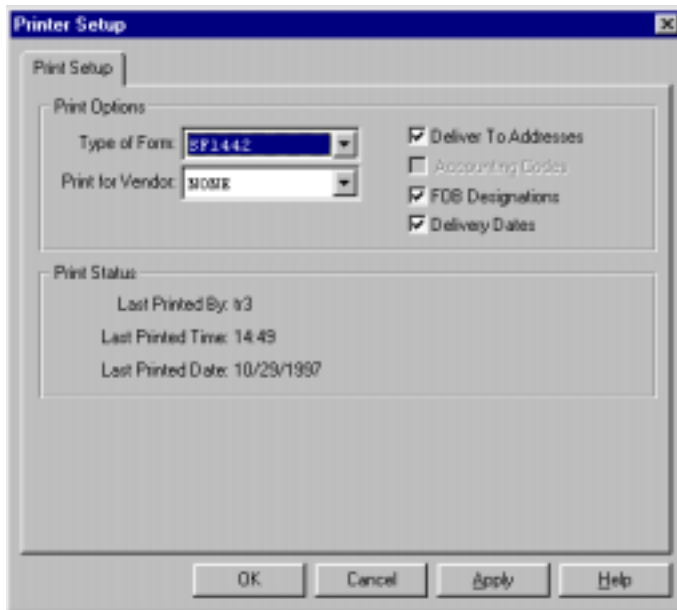 Printer Setup
Print Setup
Print Options
Type of Form: SF1442
Print for Vendor: NONE
Deliver To Addresses
Accounting Codes
FOB Designations
Delivery Dates
Print Status
Last Printed By: tr3
Last Printed Time: 14:49
Last Printed Date: 10/29/1997
OK Cancel Apply Help